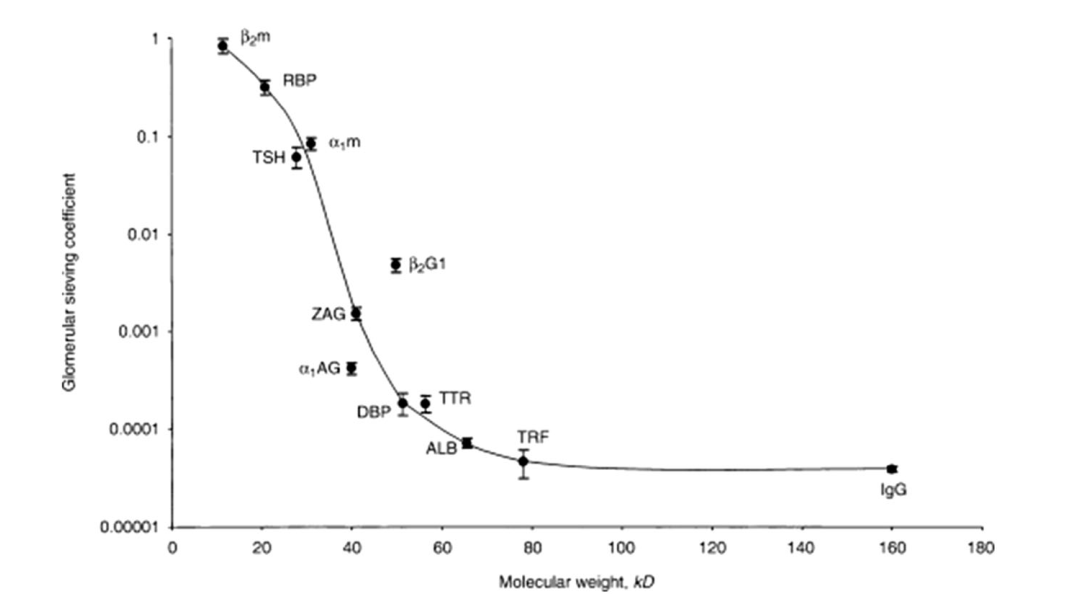 1
0.1
0.01
0.001
0.0001
0.00001
Glomerular sieving coefficient
β₂m
RBP
α₁m
TSH
β₂G1
ZAG
α₁AG
TTR
DBP
TRF
ALB
IgG
0 20 40 60 80 100 120 140 160 180
Molecular weight, kD